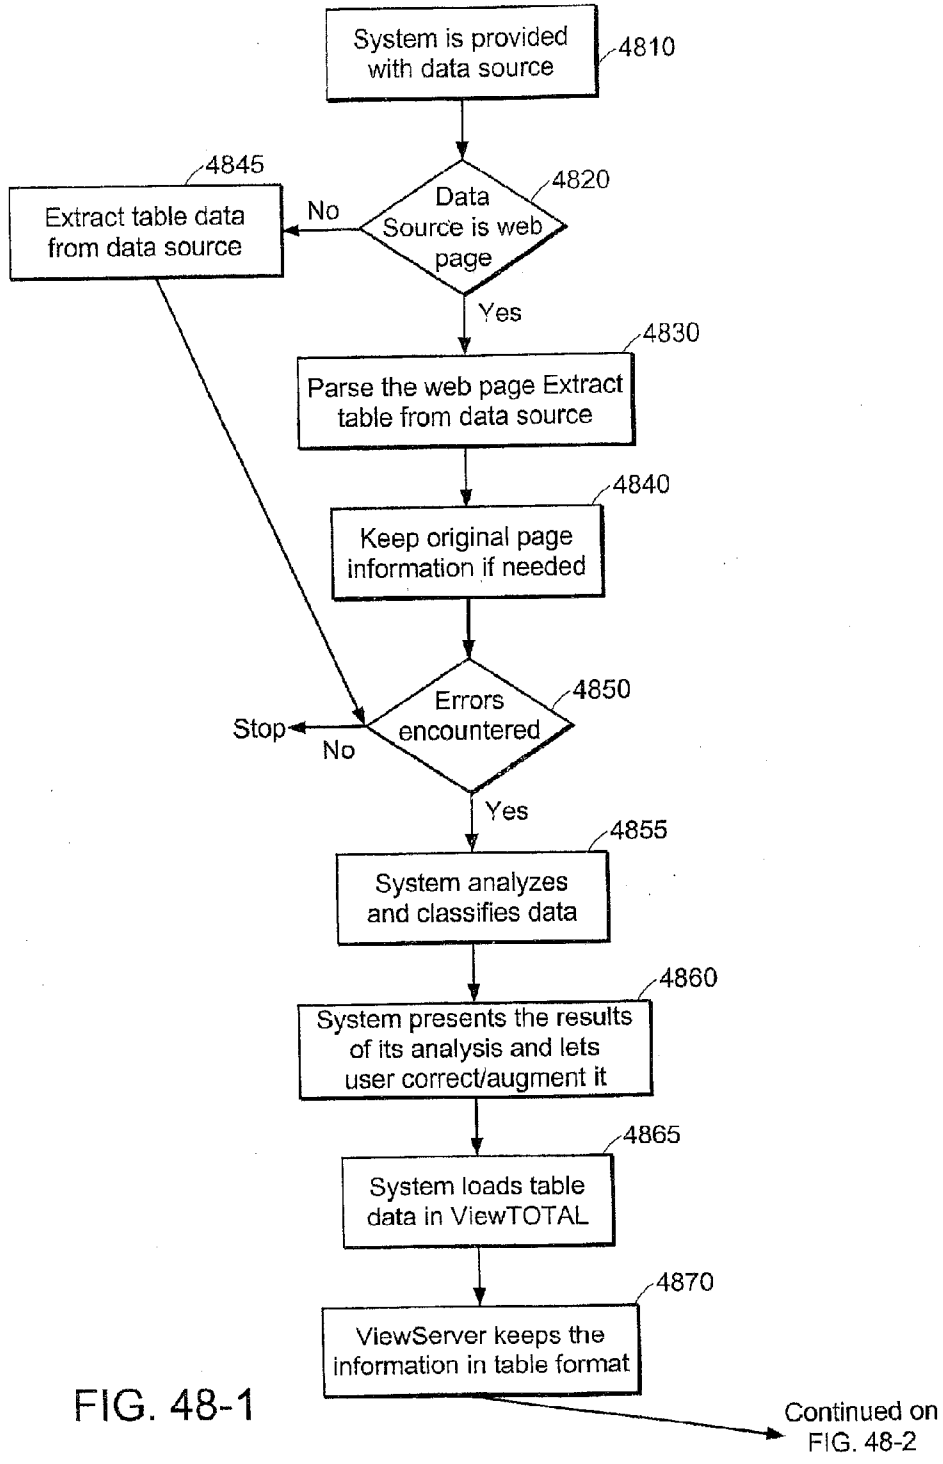 System is provided
with data source
4810
4845
4820
Extract table data
from data source
No
Data
Source is web
page
Yes
4830
Parse the web page Extract
table from data source
4840
Keep original page
information if needed
4850
Errors
encountered
Stop
No
Yes
4855
System analyzes
and classifies data
4860
System presents the results
of its analysis and lets
user correct/augment it
4865
System loads table
data in ViewTOTAL
4870
ViewServer keeps the
information in table format
FIG. 48-1
Continued on
FIG. 48-2